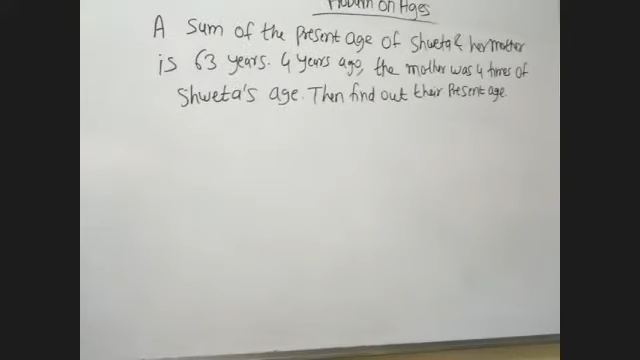 Problem on Ages
A sum of the present age of Shweta & her mother
is 63 years. 4 years ago, the mother was 4 times of
Shweta's age. Then find out their Present age.